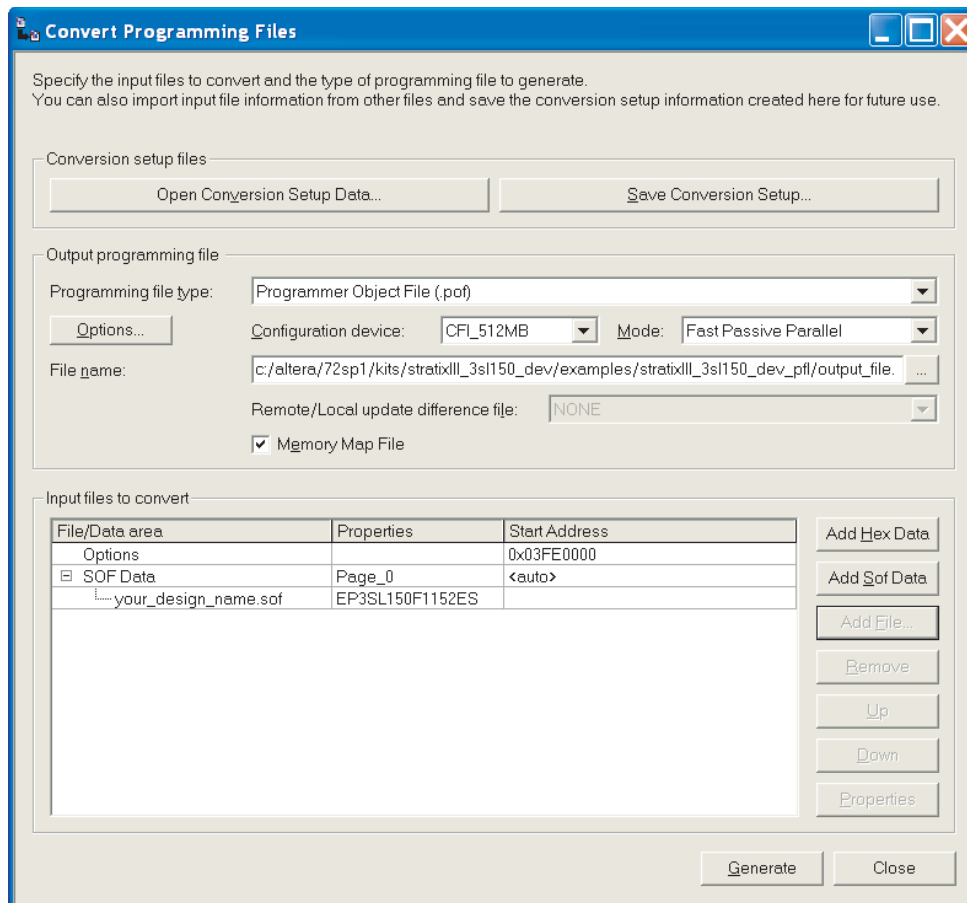 Convert Programming Files
Specify the input files to convert and the type of programming file to generate.
You can also import input file information from other files and save the conversion setup information created here for future use.
Conversion setup files
Open Conversion Setup Data... Save Conversion Setup...
Output programming file
Programming file type: Programmer Object File (.pof)
Options... Configuration device: CFI_512MB Mode: Fast Passive Parallel
File name: c:/altera/72sp1/kits/stratixIII_3sl150_dev/examples/stratixIII_3sl150_dev_pfl/output_file. ...
Remote/Local update difference file: NONE
Memory Map File
Input files to convert
File/Data area Properties Start Address
Options 0x03FE0000
SOF Data Page_0 <auto>
your_design_name.sof EP3SL150F1152ES
Add Hex Data
Add Sof Data
Add File...
Remove
Up
Down
Properties
Generate Close